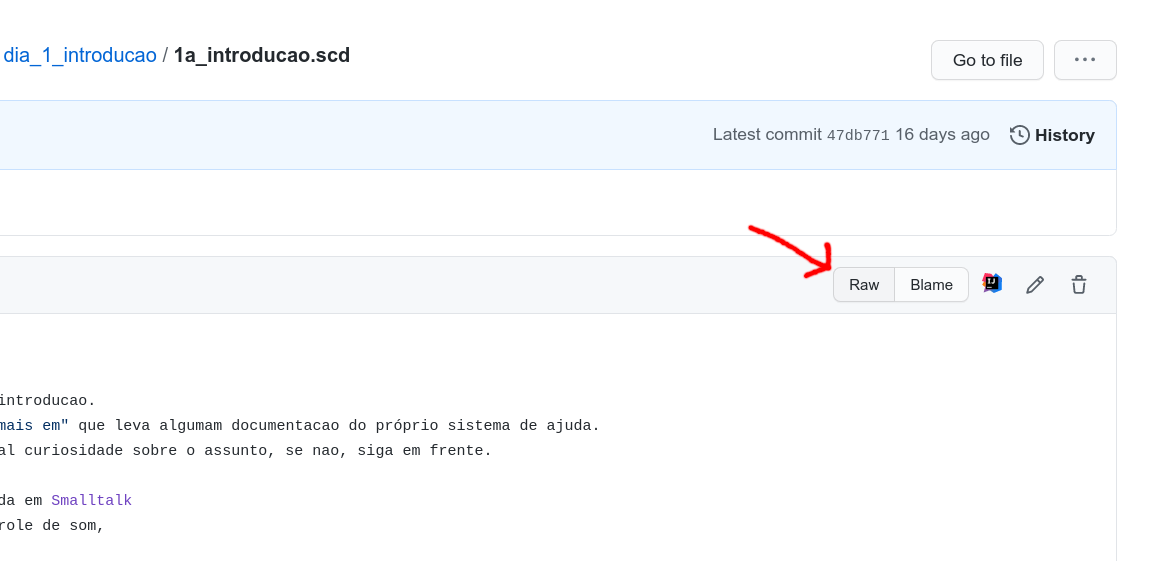 dia_1_introducao / 1a_introducao.scd
Go to file
Latest commit 47db771 16 days ago History
Raw Blame
introducao.
mais em" que leva algumam documentacao do próprio sistema de ajuda.
al curiosidade sobre o assunto, se nao, siga em frente.
da em Smalltalk
role de som,